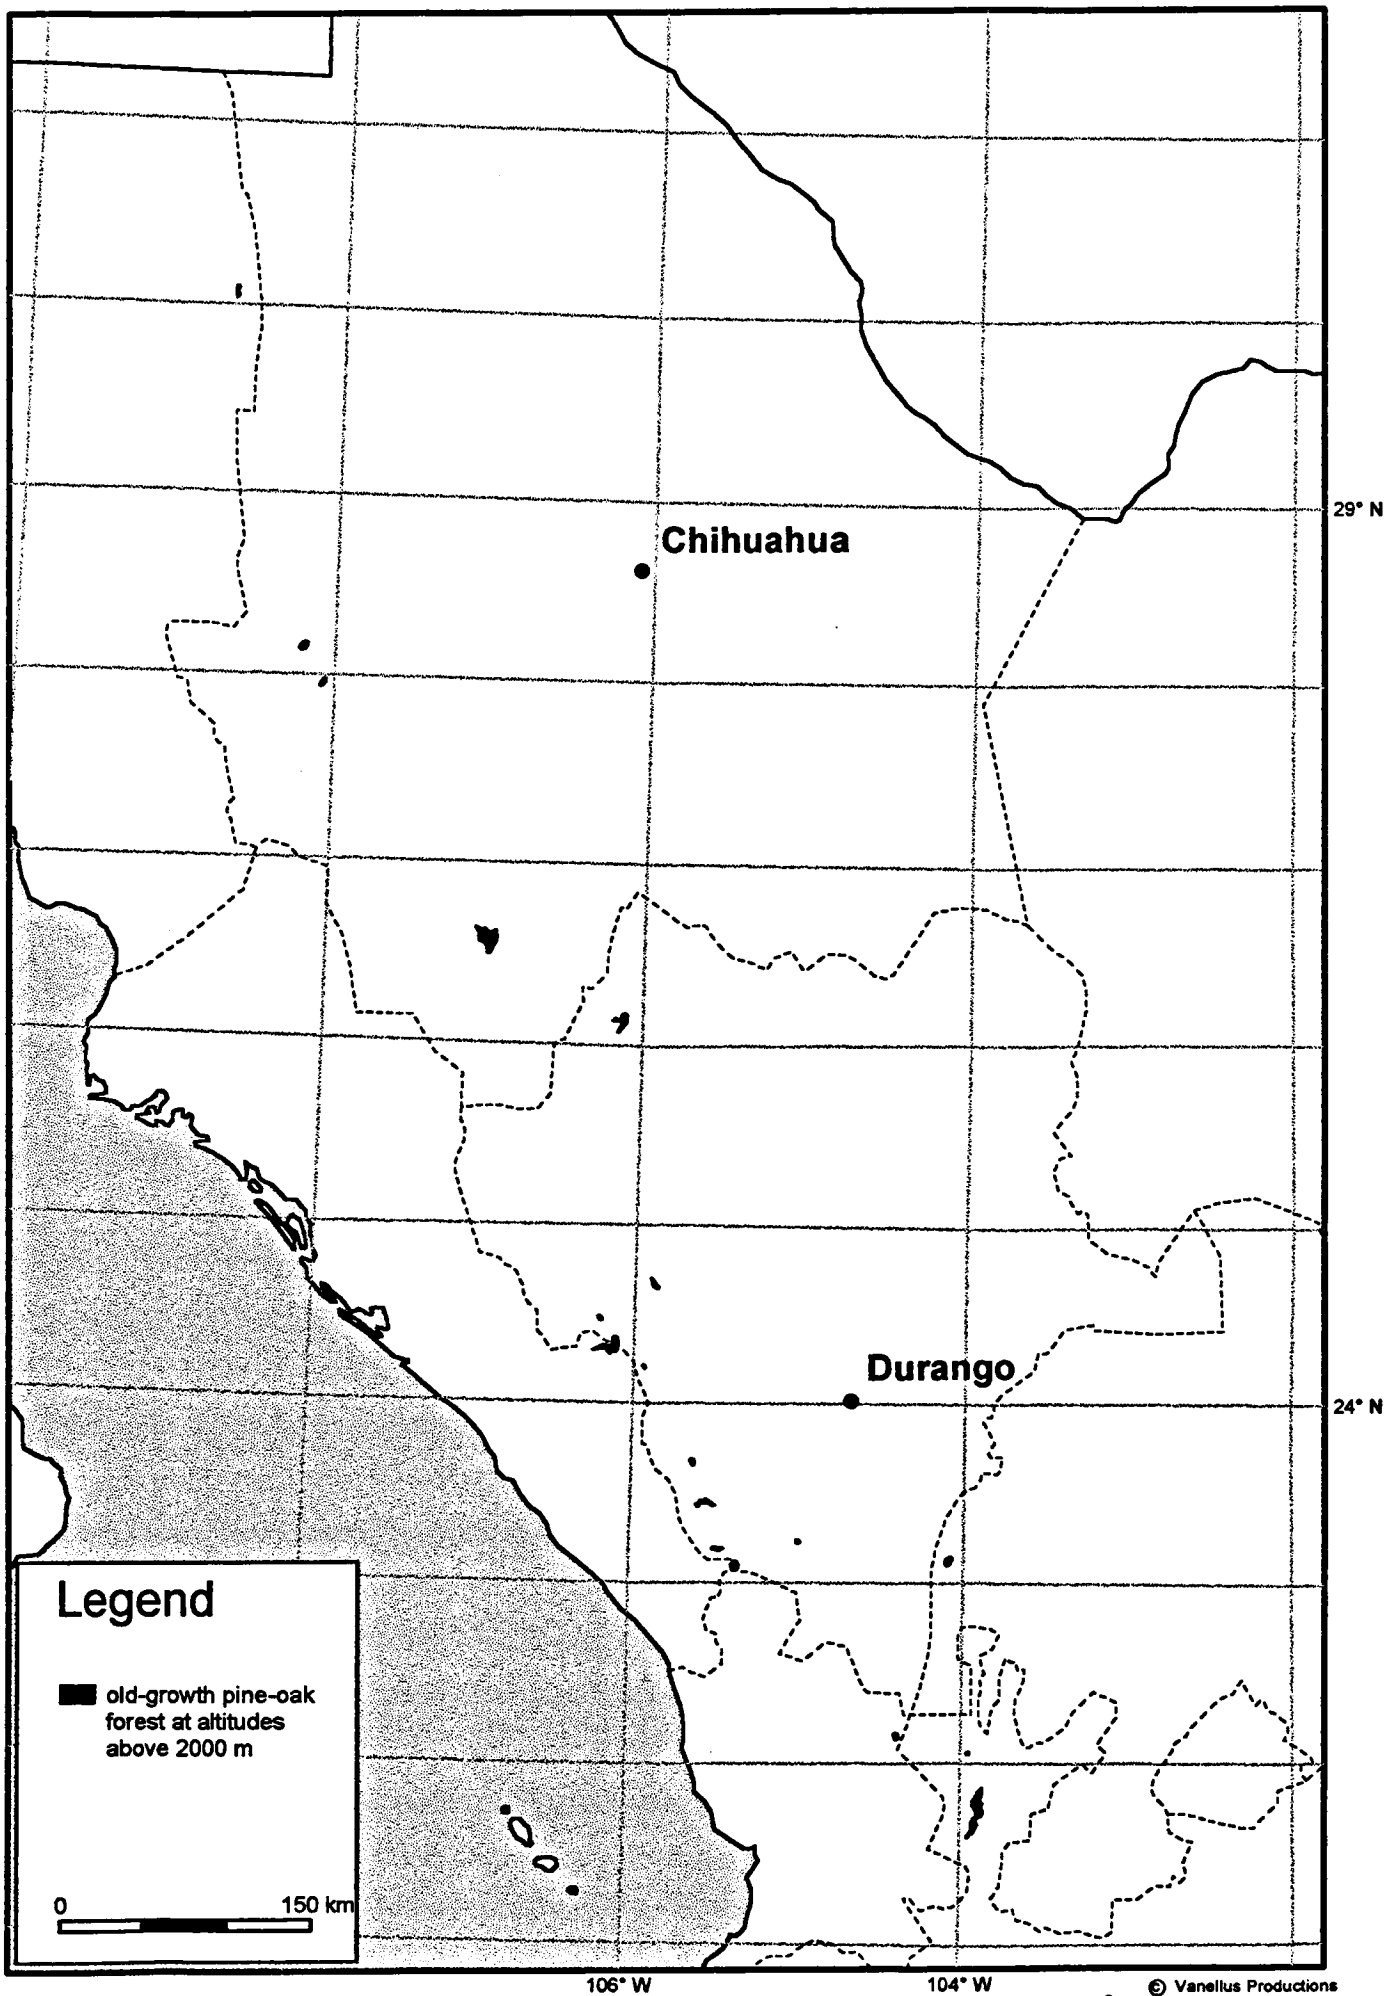 Chihuahua
29° N
Durango
24° N
Legend
old-growth pine-oak
forest at altitudes
above 2000 m
0 150 km
106° W 104° W
© Vanellus Productions